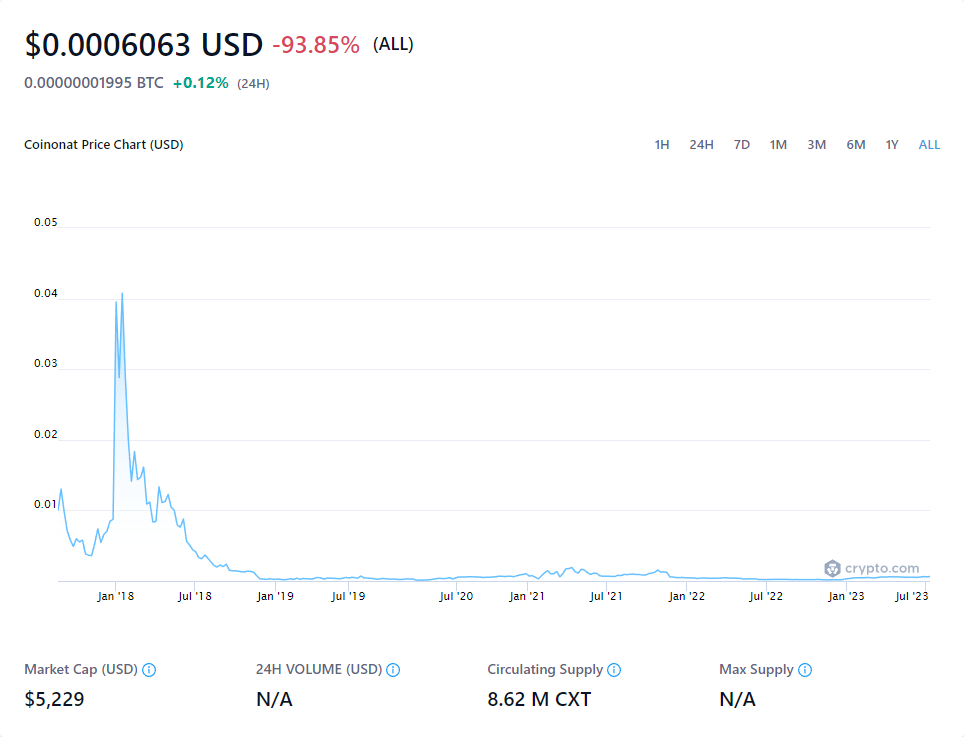 $0.0006063 USD -93.85% (ALL)
0.00000001995 BTC +0.12% (24H)
Coinonat Price Chart (USD) 1H 24H 7D 1M 3M 6M 1Y ALL
0.05
0.04
0.03
0.02
0.01
crypto.com
Jan '18 Jul '18 Jan '19 Jul '19 Jul '20 Jan '21 Jul '21 Jan '22 Jul '22 Jan '23 Jul '23
Market Cap (USD) 24H VOLUME (USD) Circulating Supply Max Supply
$5,229 N/A 8.62 M CXT N/A